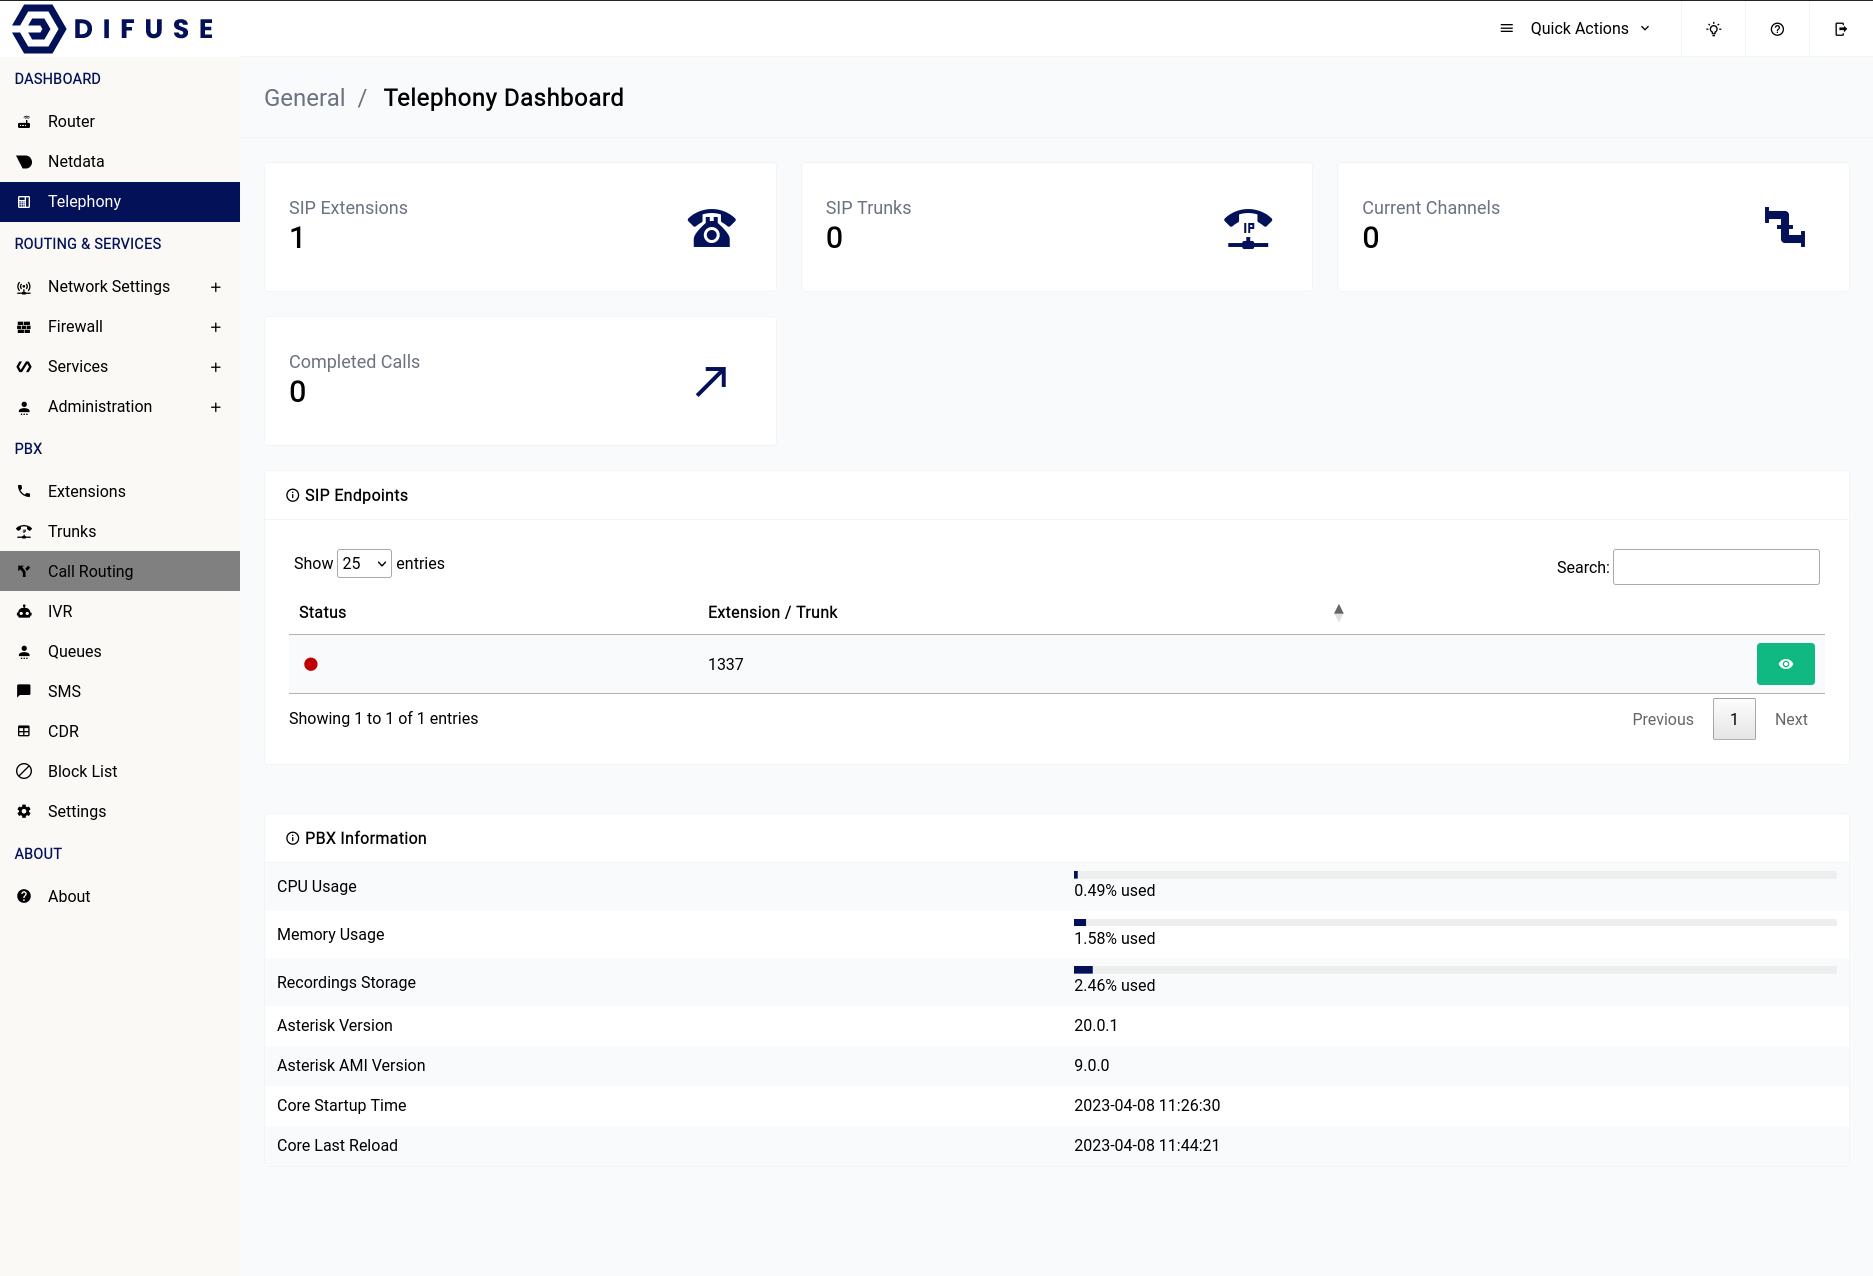 DIFUSE
Quick Actions
DASHBOARD
Router
Netdata
Telephony
ROUTING & SERVICES
Network Settings
Firewall
Services
Administration
PBX
Extensions
Trunks
Call Routing
IVR
Queues
SMS
CDR
Block List
Settings
ABOUT
About
General / Telephony Dashboard
SIP Extensions
1
SIP Trunks
0
IP
Current Channels
0
Completed Calls
0
SIP Endpoints
Show 25 entries
Search:
Status Extension / Trunk
1337
Showing 1 to 1 of 1 entries
Previous 1 Next
PBX Information
CPU Usage 0.49% used
Memory Usage 1.58% used
Recordings Storage 2.46% used
Asterisk Version 20.0.1
Asterisk AMI Version 9.0.0
Core Startup Time 2023-04-08 11:26:30
Core Last Reload 2023-04-08 11:44:21